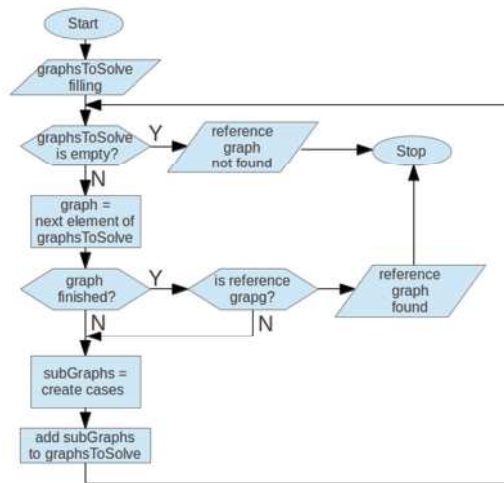 Start
graphsToSolve
filling
graphsToSolve
is empty?
Y
reference
graph
not found
Stop
N
graph =
next element of
graphsToSolve
graph
finished?
Y
is reference
grapg?
reference
graph
found
N
N
subGraphs =
create cases
add subGraphs
to graphsToSolve